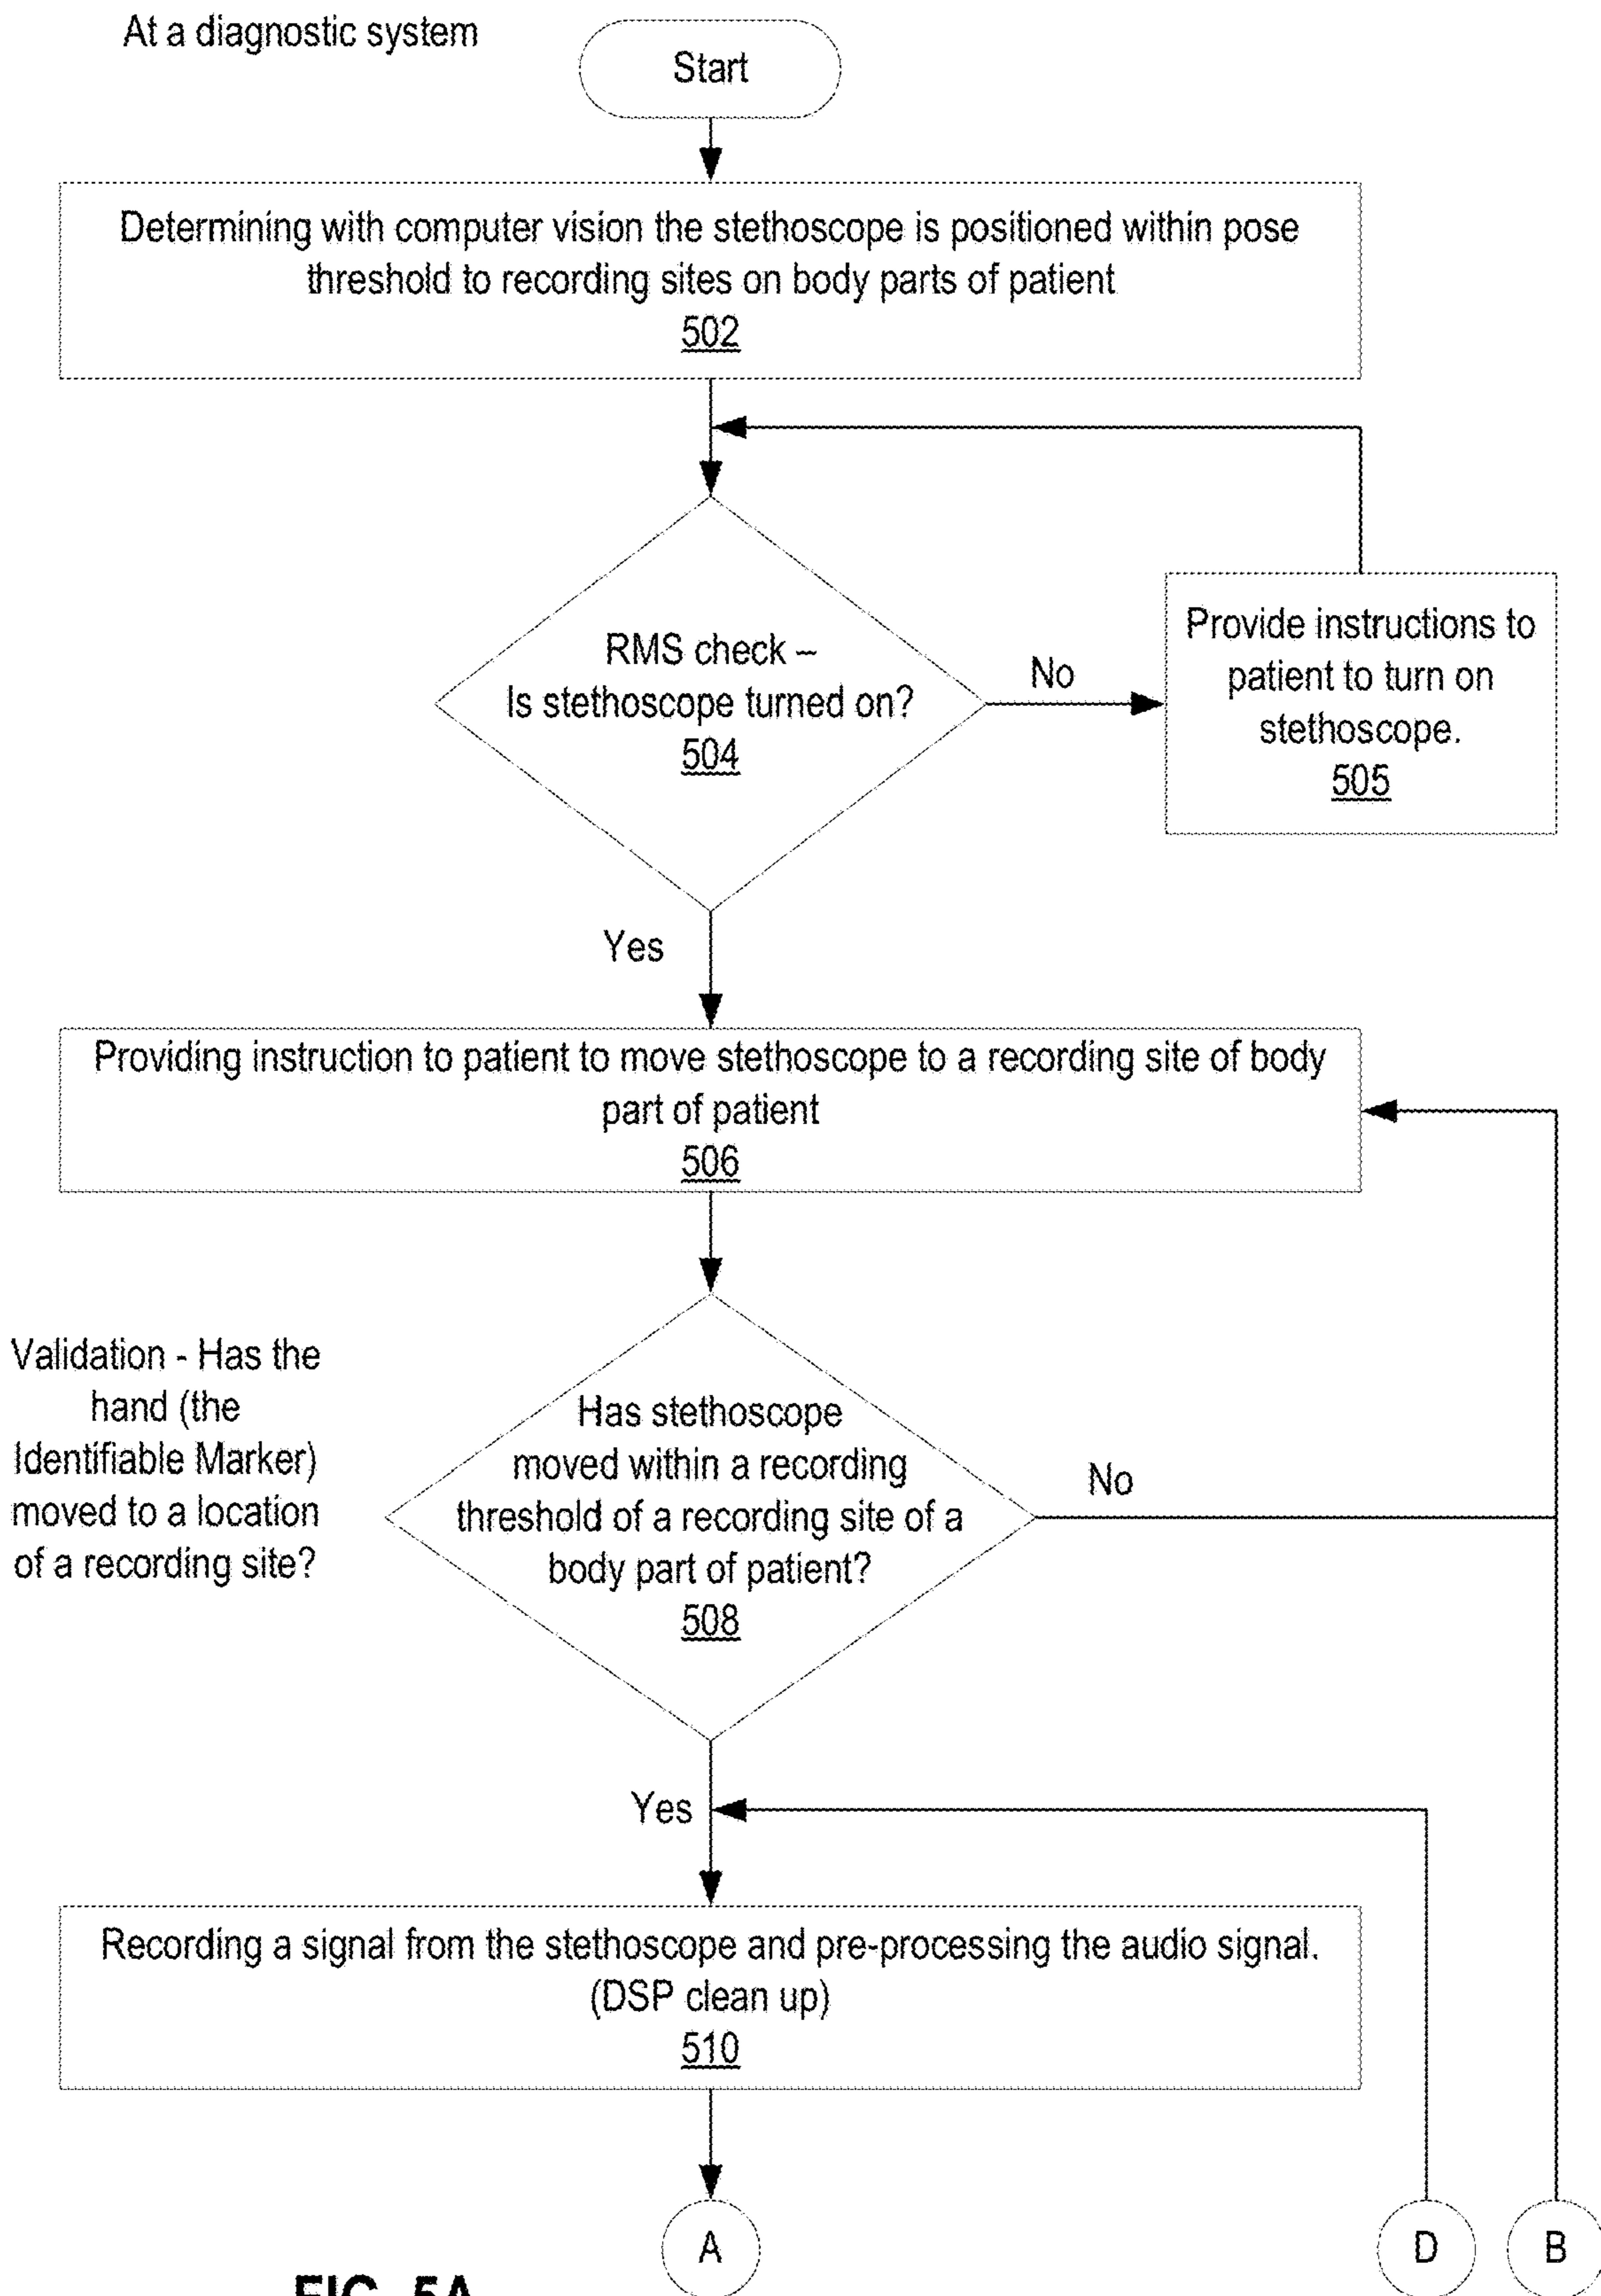 At a diagnostic system
Start
Determining with computer vision the stethoscope is positioned within pose
threshold to recording sites on body parts of patient
502
RMS check –
Is stethoscope turned on?
504
No
Provide instructions to
patient to turn on
stethoscope.
505
Yes
Providing instruction to patient to move stethoscope to a recording site of body
part of patient
506
Validation - Has the
hand (the
Identifiable Marker)
moved to a location
of a recording site?
Has stethoscope
moved within a recording
threshold of a recording site of a
body part of patient?
508
No
Yes
Recording a signal from the stethoscope and pre-processing the audio signal.
(DSP clean up)
510
A
D
B
FIG. 5A